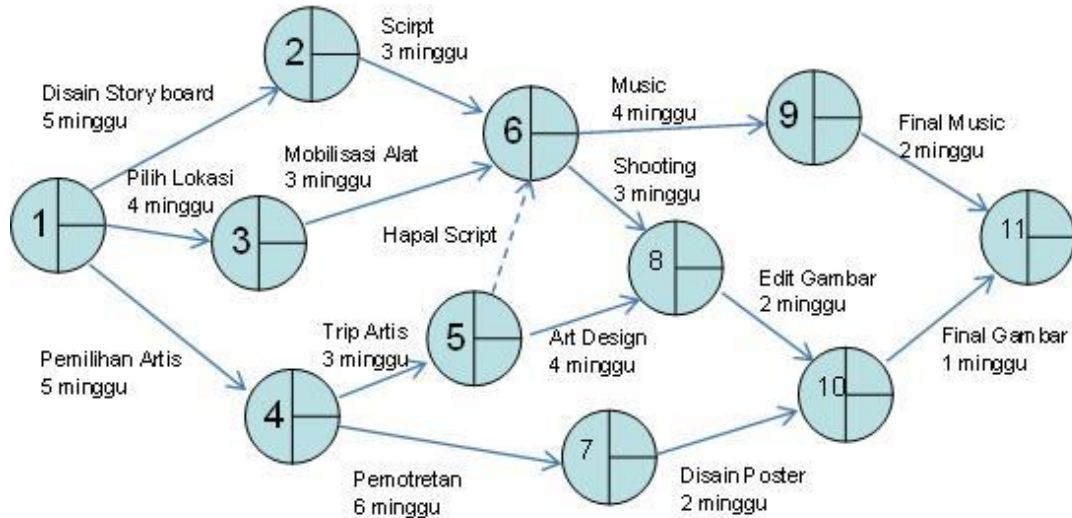 2
Scirpt
3 minggu
Disain Story board
5 minggu
6
Music
4 minggu
9
Final Music
2 minggu
Mobilisasi Alat
3 minggu
Pilih Lokasi
4 minggu
Shooting
3 minggu
1
3
Hapal Script
11
8
Edit Gambar
2 minggu
Trip Artis
3 minggu
5
Art Design
4 minggu
Pemilihan Artis
5 minggu
Final Gambar
1 minggu
4
10
7
Pemotretan
6 minggu
Disain Poster
2 minggu